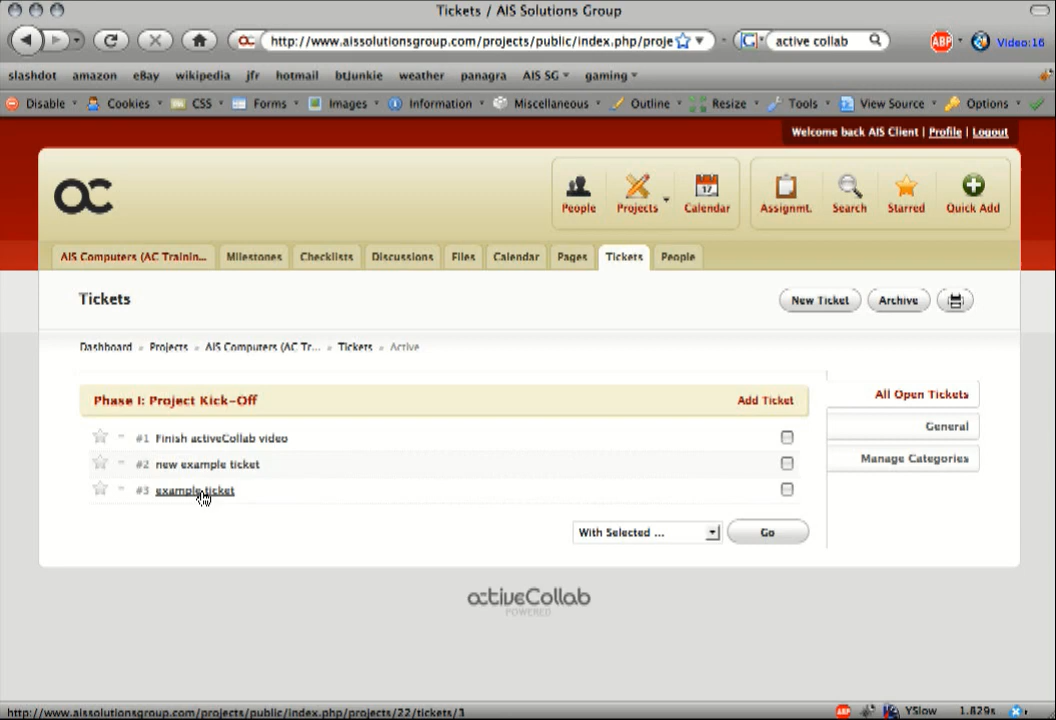 Tickets / AIS Solutions Group
http://www.aissolutionsgroup.com/projects/public/index.php/proje
active collab
ABP
Video:16
slashdot amazon eBay wikipedia jfr hotmail btJunkie weather panagra AIS SG gaming
Disable Cookies CSS Forms Images Information Miscellaneous Outline Resize Tools View Source Options
Welcome back AIS Client | Profile | Logout
ac
17
People Projects Calendar Assignmt. Search Starred Quick Add
AIS Computers (AC Trainin... Milestones Checklists Discussions Files Calendar Pages Tickets People
Tickets
New Ticket Archive
Dashboard » Projects » AIS Computers (AC Tr... » Tickets » Active
Phase I: Project Kick-Off Add Ticket
All Open Tickets
General
Manage Categories
#1 Finish activeCollab video
#2 new example ticket
#3 example ticket
With Selected ... Go
activeCollab
POWERED
http://www.aissolutionsgroup.com/projects/public/index.php/projects/22/tickets/3
ABP YSlow 1.829s